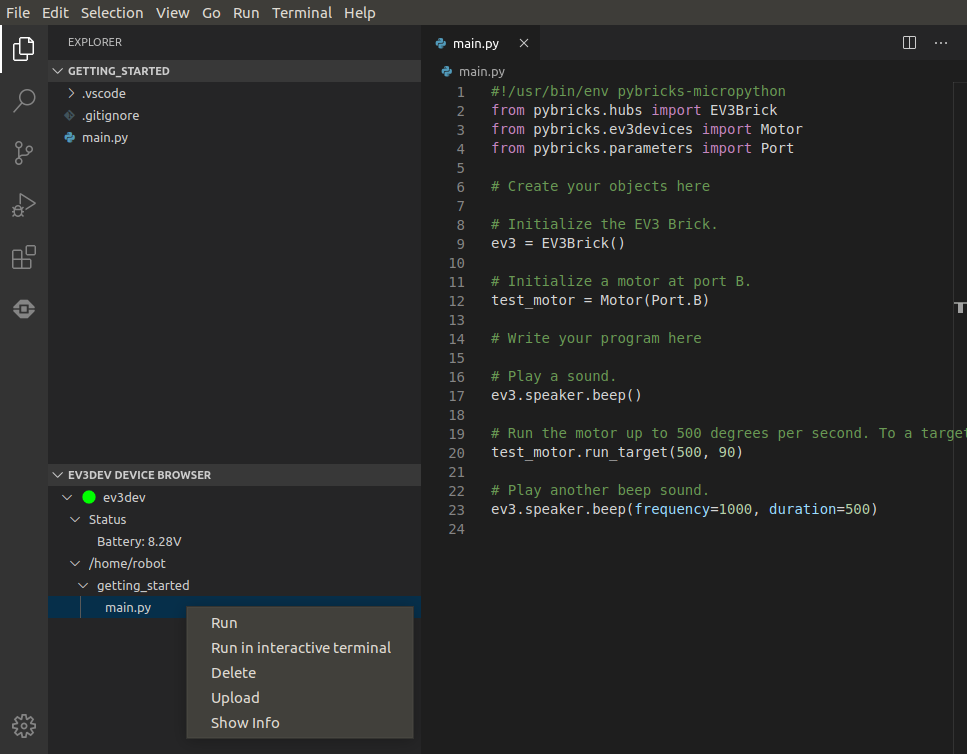 File Edit Selection View Go Run Terminal Help
EXPLORER
GETTING_STARTED
.vscode
.gitignore
main.py
EV3DEV DEVICE BROWSER
ev3dev
Status
Battery: 8.28V
/home/robot
getting_started
main.py
Run
Run in interactive terminal
Delete
Upload
Show Info
main.py
main.py
1 #!/usr/bin/env pybricks-micropython
2 from pybricks.hubs import EV3Brick
3 from pybricks.ev3devices import Motor
4 from pybricks.parameters import Port
5
6 # Create your objects here
7
8 # Initialize the EV3 Brick.
9 ev3 = EV3Brick()
10
11 # Initialize a motor at port B.
12 test_motor = Motor(Port.B)
13
14 # Write your program here
15
16 # Play a sound.
17 ev3.speaker.beep()
18
19 # Run the motor up to 500 degrees per second. To a target
20 test_motor.run_target(500, 90)
21
22 # Play another beep sound.
23 ev3.speaker.beep(frequency=1000, duration=500)
24